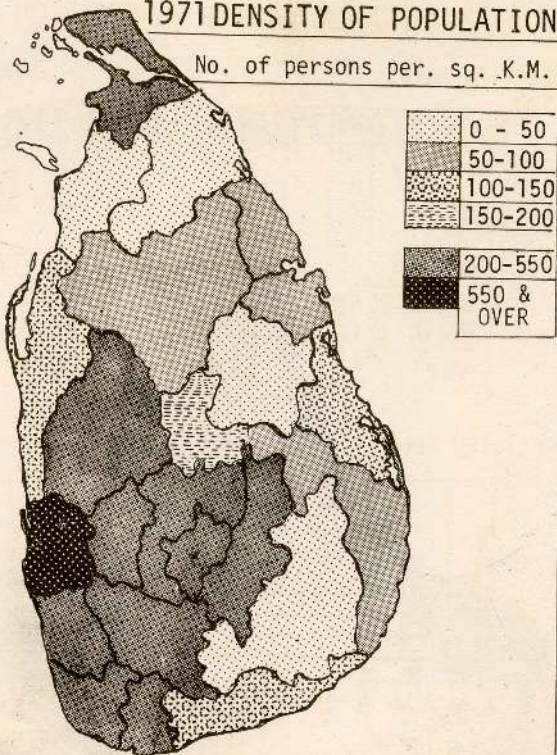 1971 DENSITY OF POPULATION
No. of persons per. sq. K.M.
0 - 50
50-100
100-150
150-200
200-550
550 &
OVER